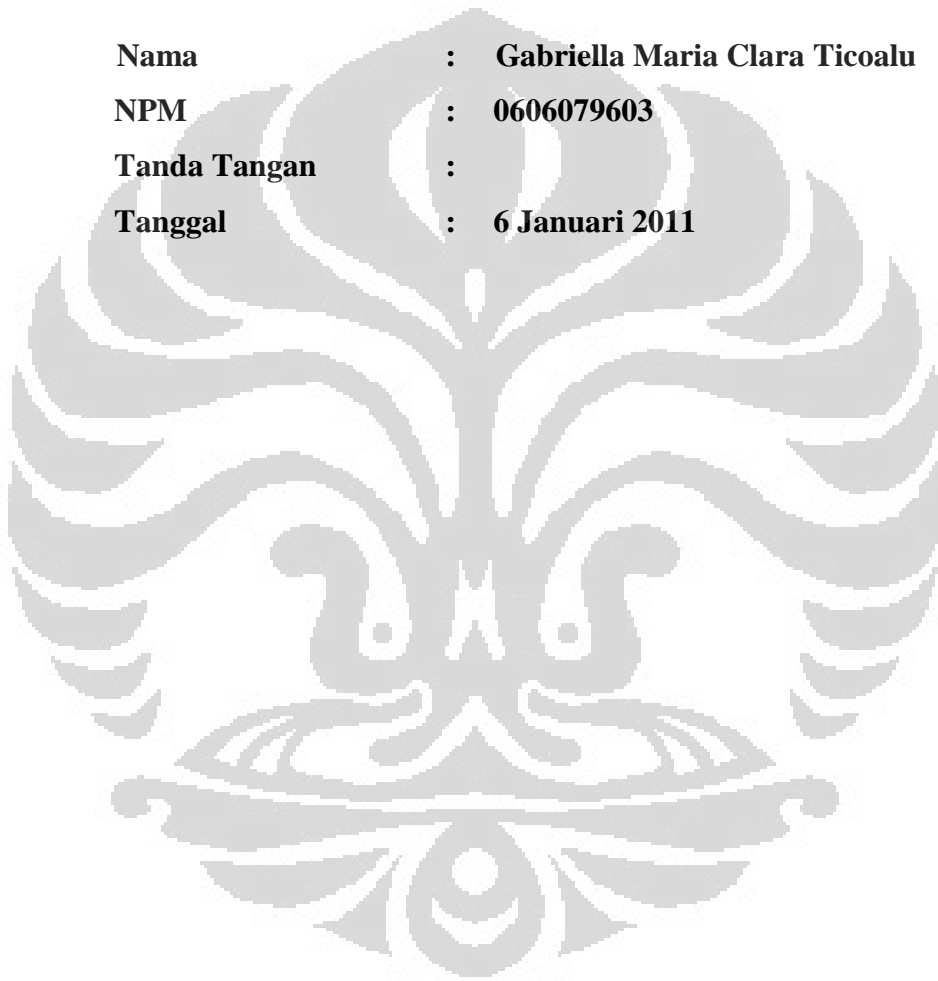 Nama : Gabriella Maria Clara Ticoalu
NPM : 0606079603
Tanda Tangan :
Tanggal : 6 Januari 2011